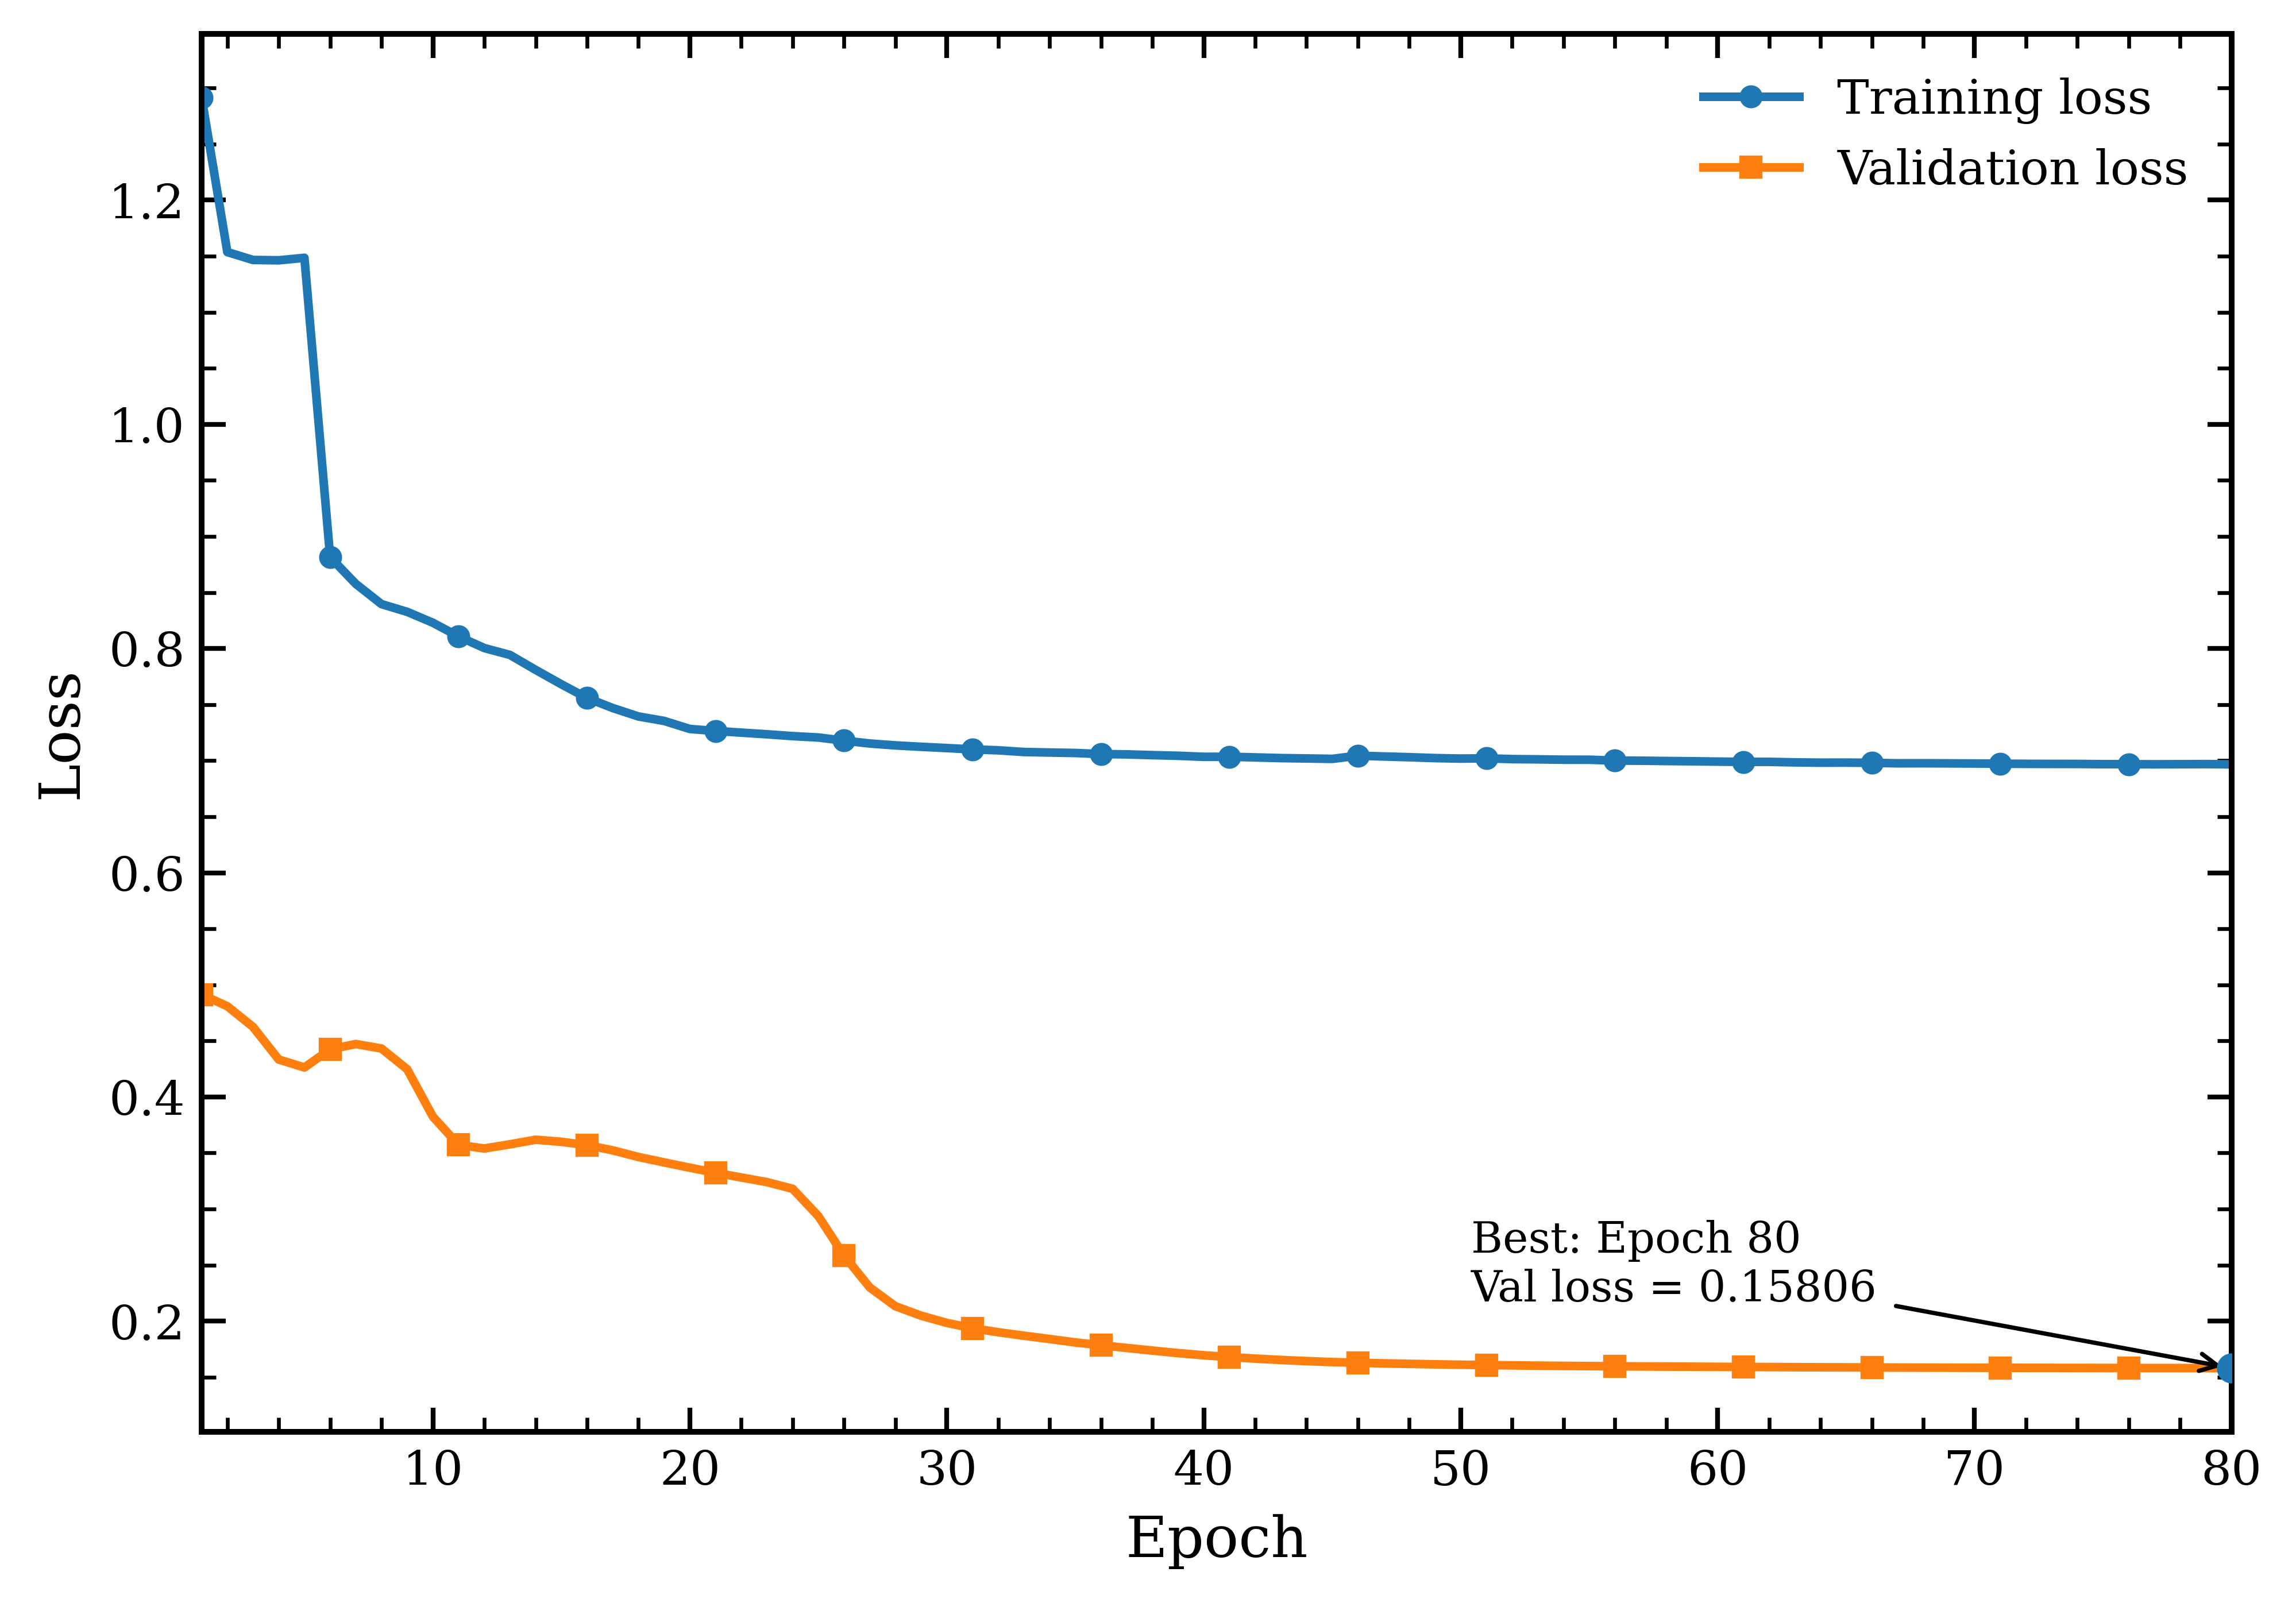 Training loss
Validation loss
1.2
1.0
0.8
0.6
0.4
0.2
Loss
Best: Epoch 80
Val loss = 0.15806
10 20 30 40 50 60 70 80
Epoch